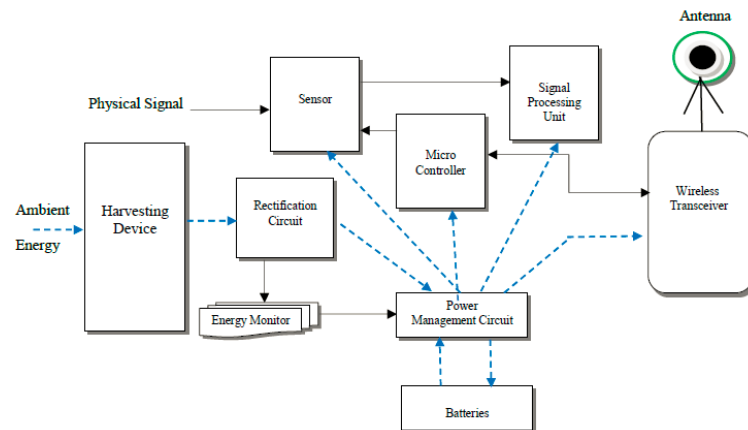 Antenna
Physical Signal
Sensor
Signal
Processing
Unit
Micro
Controller
Wireless
Transceiver
Ambient
Energy
Harvesting
Device
Rectification
Circuit
Energy Monitor
Power
Management Circuit
Batteries